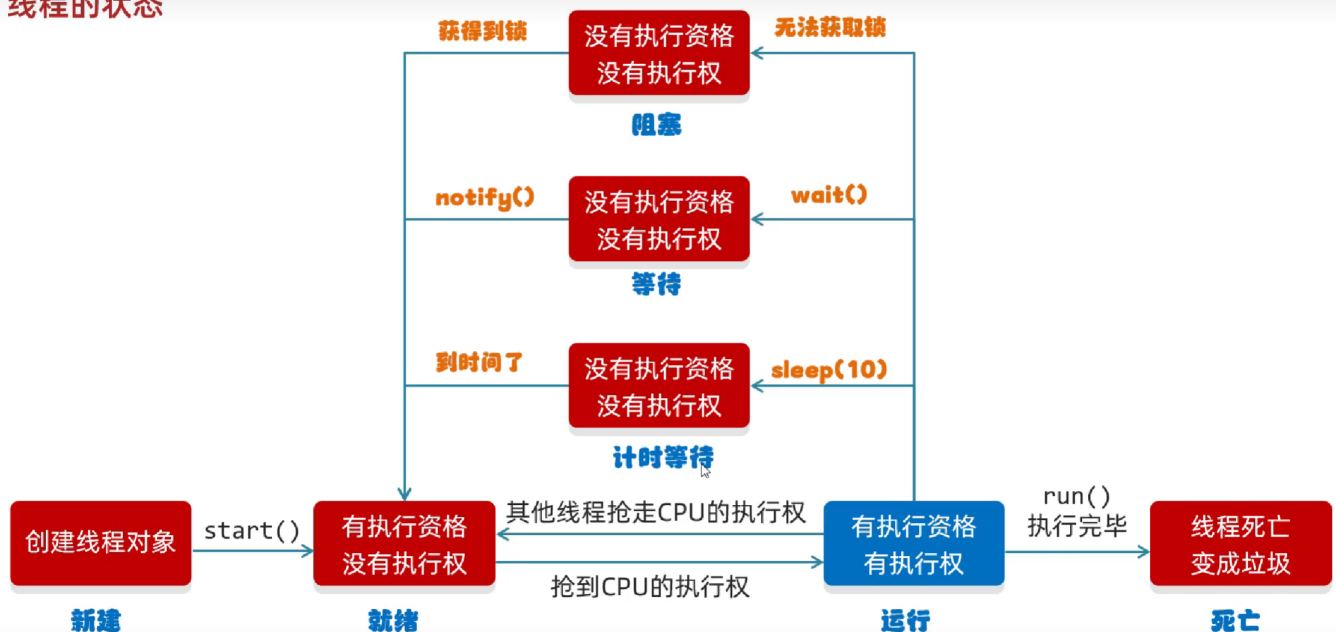 线程的状态
获得到锁
没有执行资格
没有执行权
无法获取锁
阻塞
notify()
没有执行资格
没有执行权
wait()
等待
到时间了
没有执行资格
没有执行权
sleep(10)
计时等待
创建线程对象
start()
有执行资格
没有执行权
其他线程抢走CPU的执行权
抢到CPU的执行权
有执行资格
有执行权
run()
执行完毕
线程死亡
变成垃圾
新建
就绪
运行
死亡